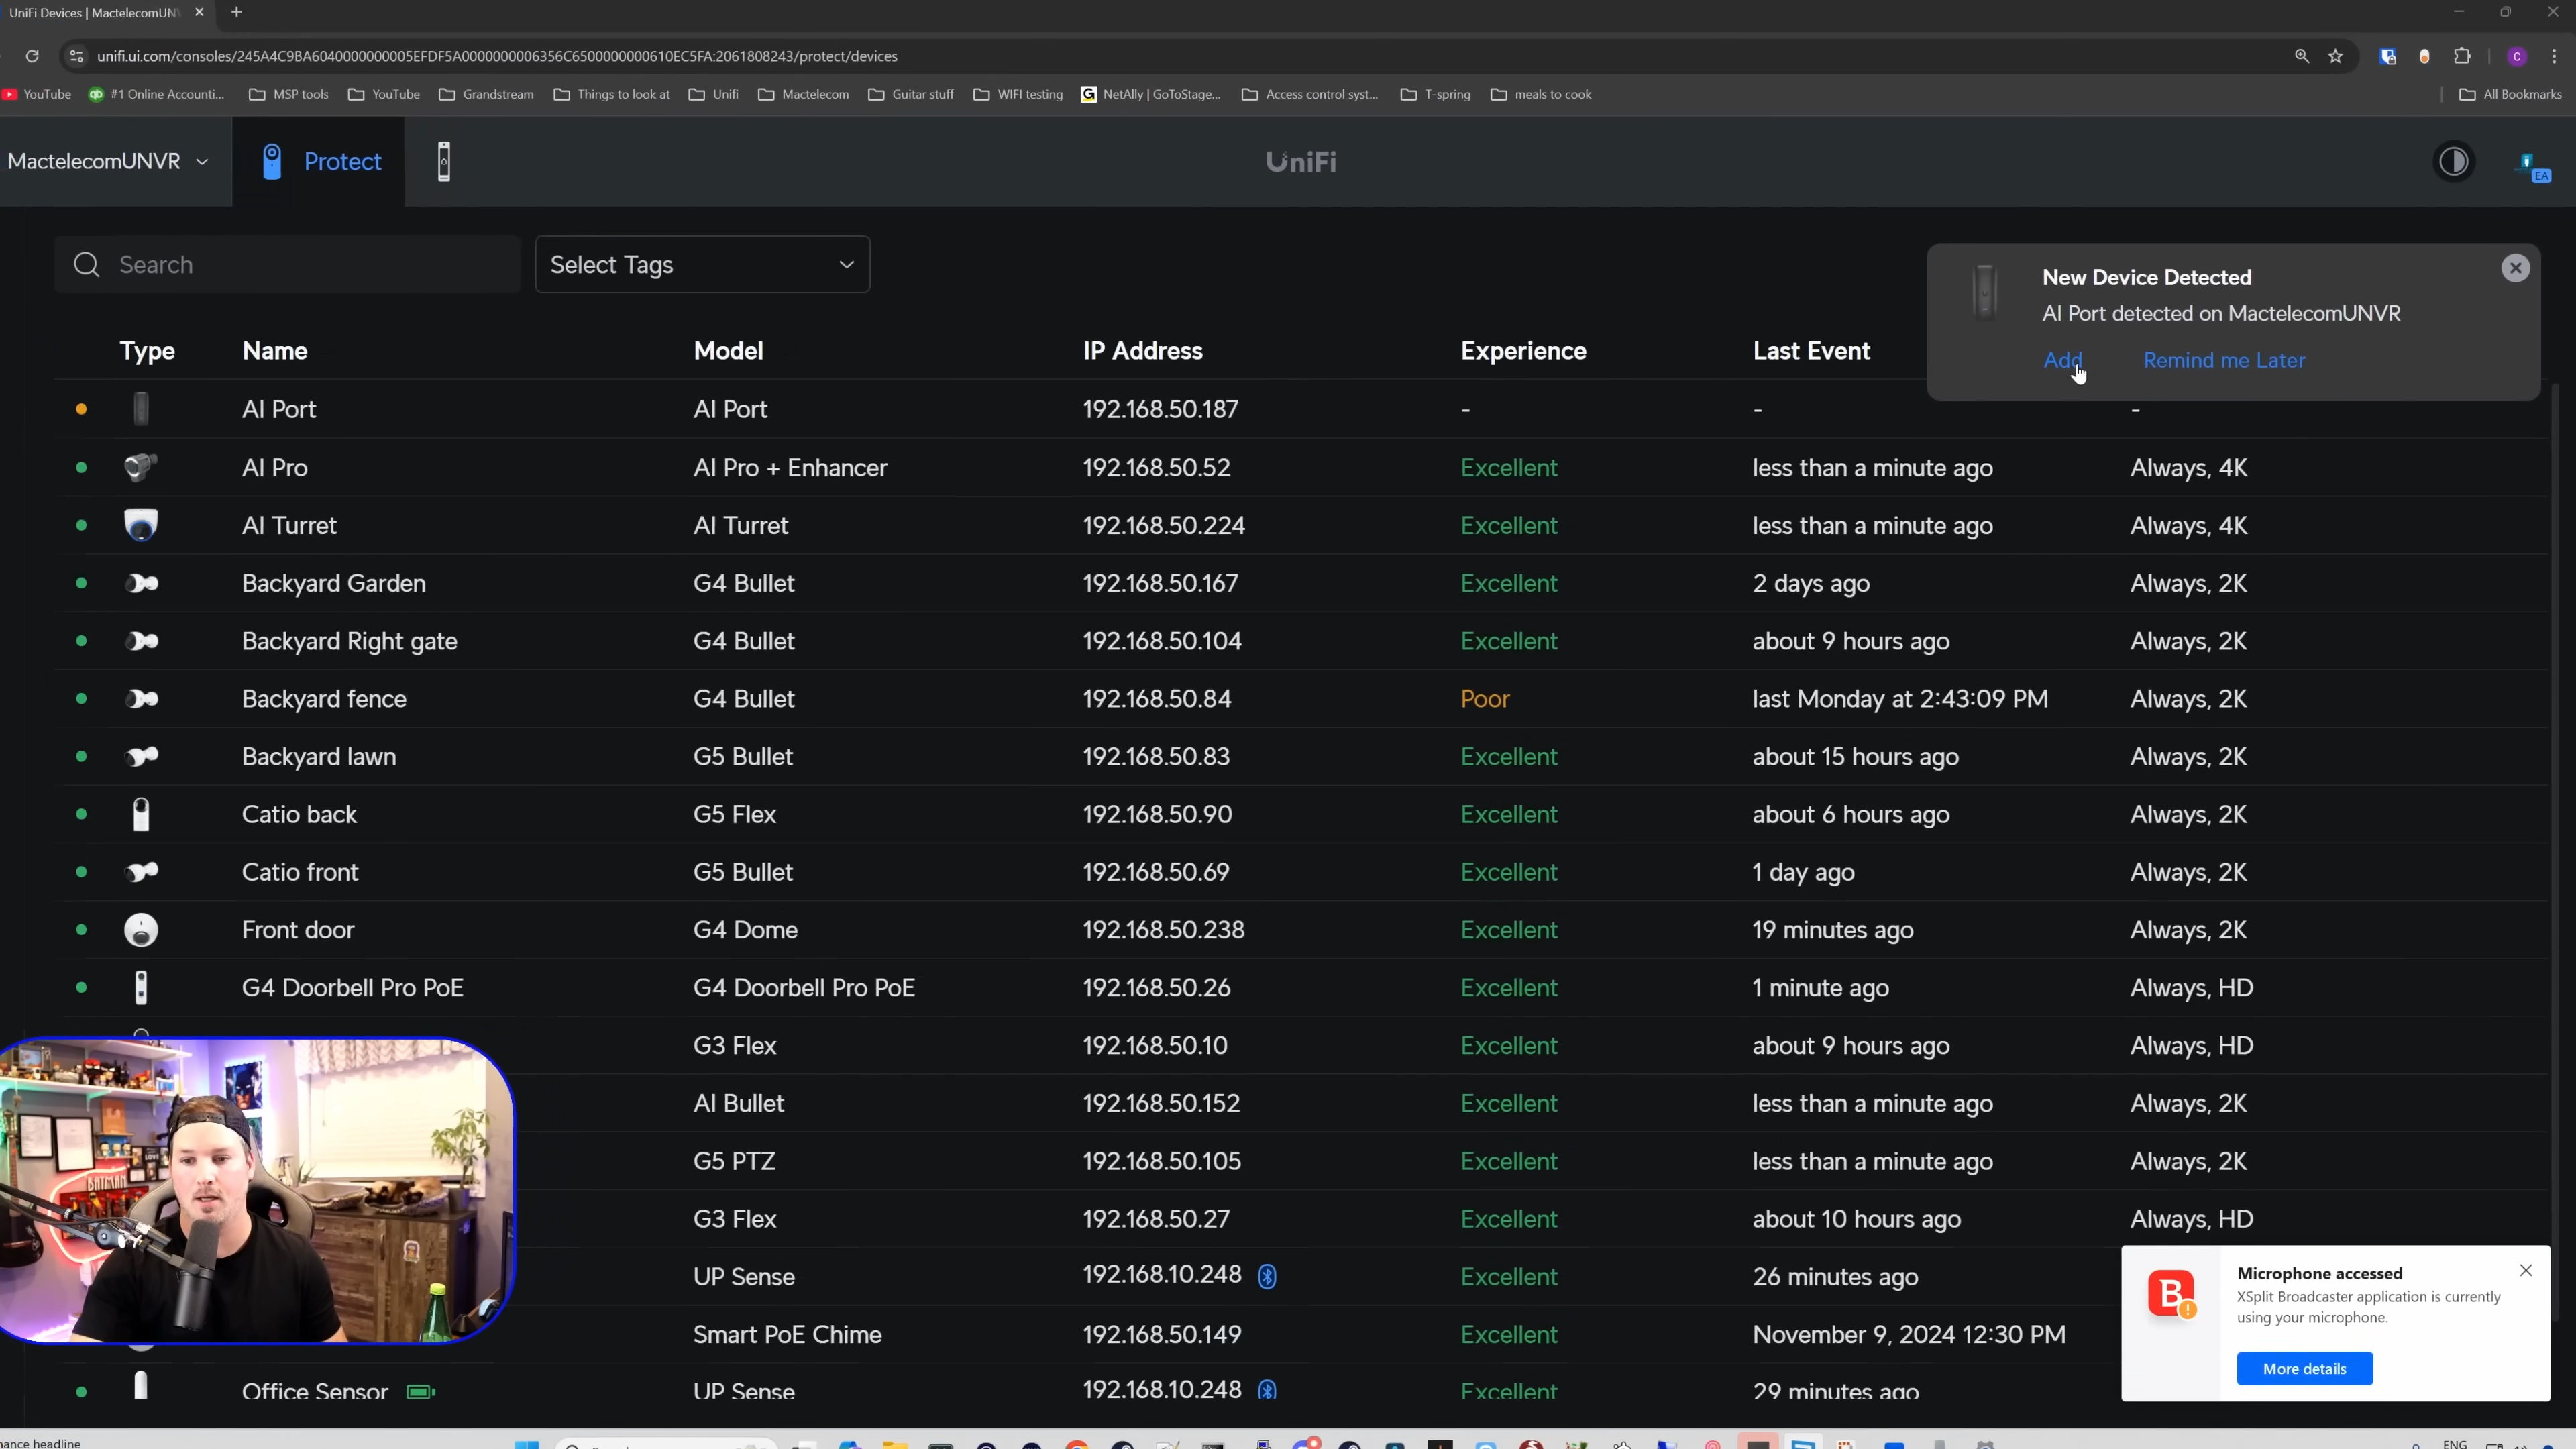 UniFi Devices | MactelecomUN
unifi.ui.com/consoles/245A4C9BA6040000000005EFDF5A0000000006356C6500000000610EC5FA:2061808243/protect/devices
YouTube #1 Online Accounti... MSP tools YouTube Grandstream Things to look at Unifi Mactelecom Guitar stuff WIFI testing NetAlly | GoToStage... Access control syst... T-spring meals to cook All Bookmarks
MactelecomUNVR Protect UniFi EA
Search Select Tags
New Device Detected
AI Port detected on MactelecomUNVR
Add Remind me Later
Type Name Model IP Address Experience Last Event
AI Port AI Port 192.168.50.187 - - -
AI Pro AI Pro + Enhancer 192.168.50.52 Excellent less than a minute ago Always, 4K
AI Turret AI Turret 192.168.50.224 Excellent less than a minute ago Always, 4K
Backyard Garden G4 Bullet 192.168.50.167 Excellent 2 days ago Always, 2K
Backyard Right gate G4 Bullet 192.168.50.104 Excellent about 9 hours ago Always, 2K
Backyard fence G4 Bullet 192.168.50.84 Poor last Monday at 2:43:09 PM Always, 2K
Backyard lawn G5 Bullet 192.168.50.83 Excellent about 15 hours ago Always, 2K
Catio back G5 Flex 192.168.50.90 Excellent about 6 hours ago Always, 2K
Catio front G5 Bullet 192.168.50.69 Excellent 1 day ago Always, 2K
Front door G4 Dome 192.168.50.238 Excellent 19 minutes ago Always, 2K
G4 Doorbell Pro PoE G4 Doorbell Pro PoE 192.168.50.26 Excellent 1 minute ago Always, HD
G3 Flex 192.168.50.10 Excellent about 9 hours ago Always, HD
AI Bullet 192.168.50.152 Excellent less than a minute ago Always, 2K
G5 PTZ 192.168.50.105 Excellent less than a minute ago Always, 2K
G3 Flex 192.168.50.27 Excellent about 10 hours ago Always, HD
UP Sense 192.168.10.248 Excellent 26 minutes ago
Smart PoE Chime 192.168.50.149 Excellent November 9, 2024 12:30 PM
Office Sensor UP Sense 192.168.10.248 Excellent 29 minutes ago
BATMAN
LOVE
Microphone accessed
XSplit Broadcaster application is currently
using your microphone.
More details
nance headline
ENG